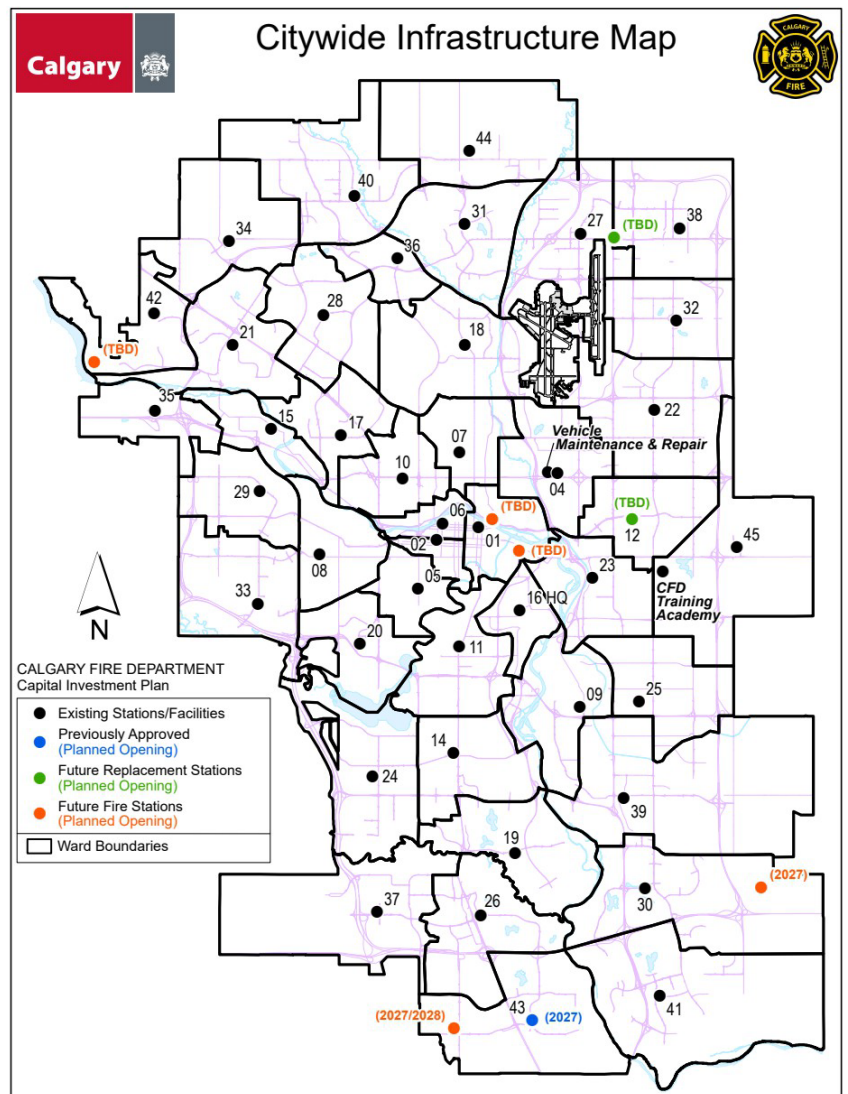 Calgary
Citywide Infrastructure Map
CALGARY
FIRE
44
40
31
27
(TBD)
38
34
36
42
28
32
21
18
(TBD)
35
15
17
22
07
Vehicle
Maintenance & Repair
10
04
29
06
(TBD)
(TBD)
12
01
45
02
(TBD)
08
05
23
CFD
Training
Academy
33
16 HQ
N
20
11
CALGARY FIRE DEPARTMENT
Capital Investment Plan
Existing Stations/Facilities
Previously Approved
(Planned Opening)
Future Replacement Stations
(Planned Opening)
Future Fire Stations
(Planned Opening)
Ward Boundaries
09
25
14
24
39
19
(2027)
37
26
30
(2027/2028)
43
(2027)
41